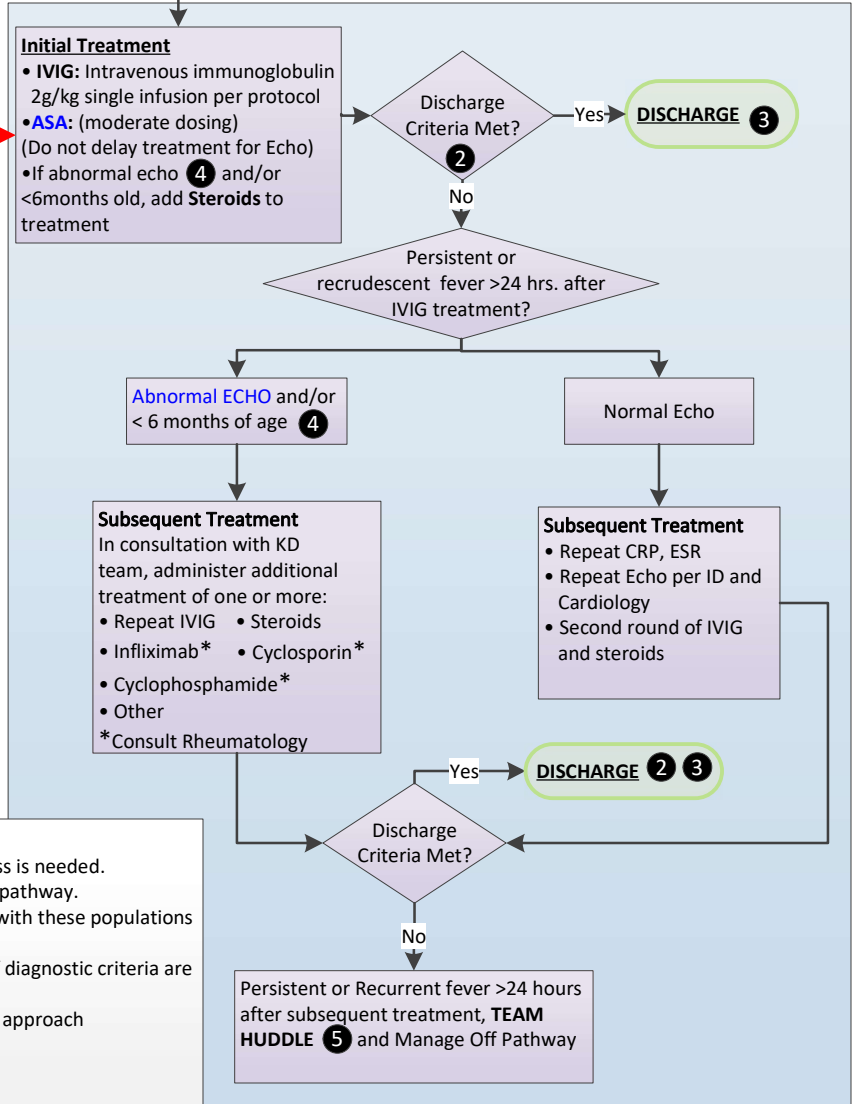 Initial Treatment
• IVIG: Intravenous immunoglobulin
2g/kg single infusion per protocol
•ASA: (moderate dosing)
(Do not delay treatment for Echo)
•If abnormal echo 4 and/or
<6months old, add Steroids to
treatment
Discharge
Criteria Met?
2
Yes
DISCHARGE 3
No
Persistent or
recrudescent fever >24 hrs. after
IVIG treatment?
Abnormal ECHO and/or
< 6 months of age 4
Normal Echo
Subsequent Treatment
In consultation with KD
team, administer additional
treatment of one or more:
• Repeat IVIG • Steroids
• Infliximab* • Cyclosporin*
• Cyclophosphamide*
• Other
*Consult Rheumatology
Subsequent Treatment
• Repeat CRP, ESR
• Repeat Echo per ID and
Cardiology
• Second round of IVIG
and steroids
Yes
DISCHARGE 2 3
Discharge
Criteria Met?
No
Persistent or Recurrent fever >24 hours
after subsequent treatment, TEAM
HUDDLE 5 and Manage Off Pathway
is needed.
pathway.
with these populations
diagnostic criteria are
approach